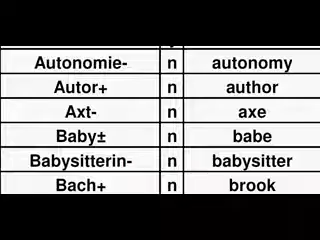 Autonomie- n autonomy
Autor+ n author
Axt- n axe
Baby± n babe
Babysitterin- n babysitter
Bach+ n brook